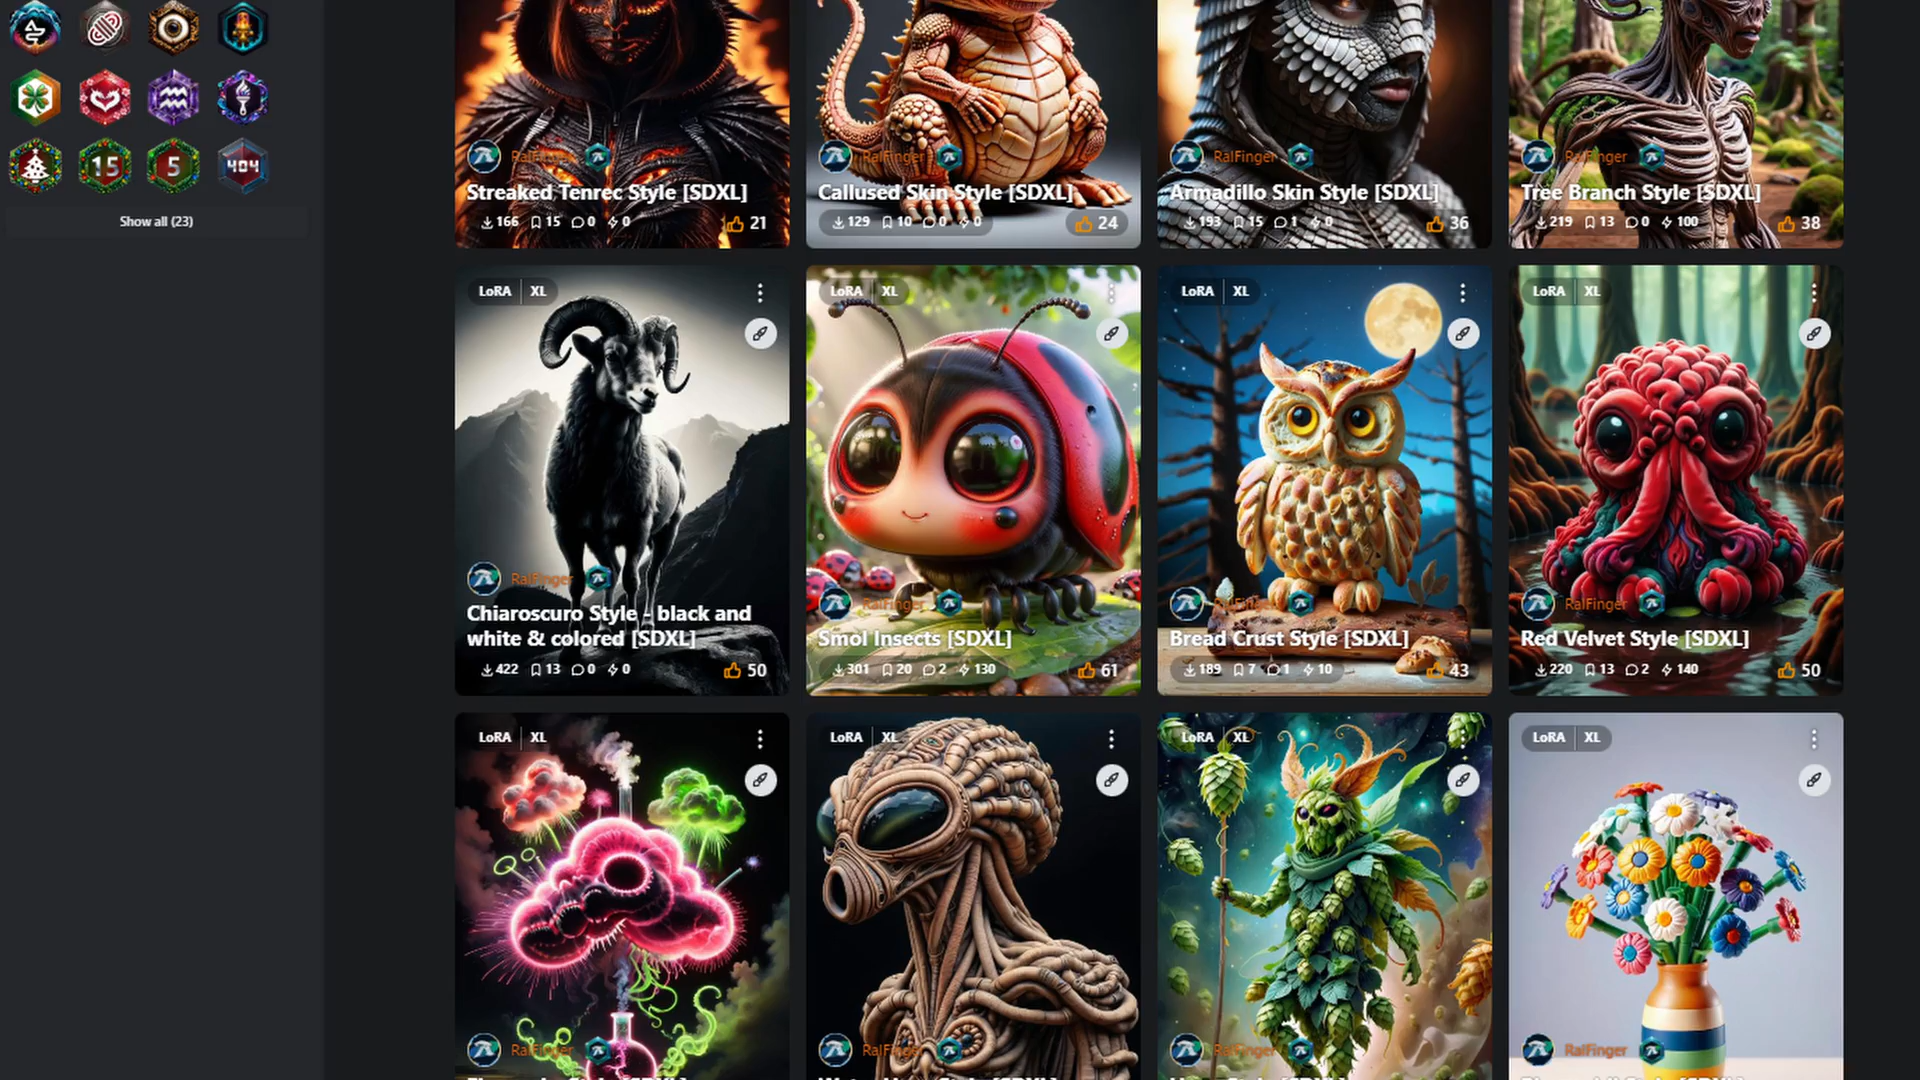 15
5
404
Show all (23)
RalFinger
Streaked Tenrec Style [SDXL]
166 15 0 0 21
RalFinger
Callused Skin Style [SDXL]
129 10 0 0 24
RalFinger
Armadillo Skin Style [SDXL]
193 15 1 0 36
RalFinger
Tree Branch Style [SDXL]
219 13 0 100 38
LoRA XL
RalFinger
Chiaroscuro Style - black and
white & colored [SDXL]
422 13 0 0 50
LoRA XL
RalFinger
Smol Insects [SDXL]
301 20 2 130 61
LoRA XL
RalFinger
Bread Crust Style [SDXL]
189 7 1 10 43
LoRA XL
RalFinger
Red Velvet Style [SDXL]
220 13 2 140 50
LoRA XL
RalFinger
LoRA XL
RalFinger
LoRA XL
RalFinger
LoRA XL
RalFinger